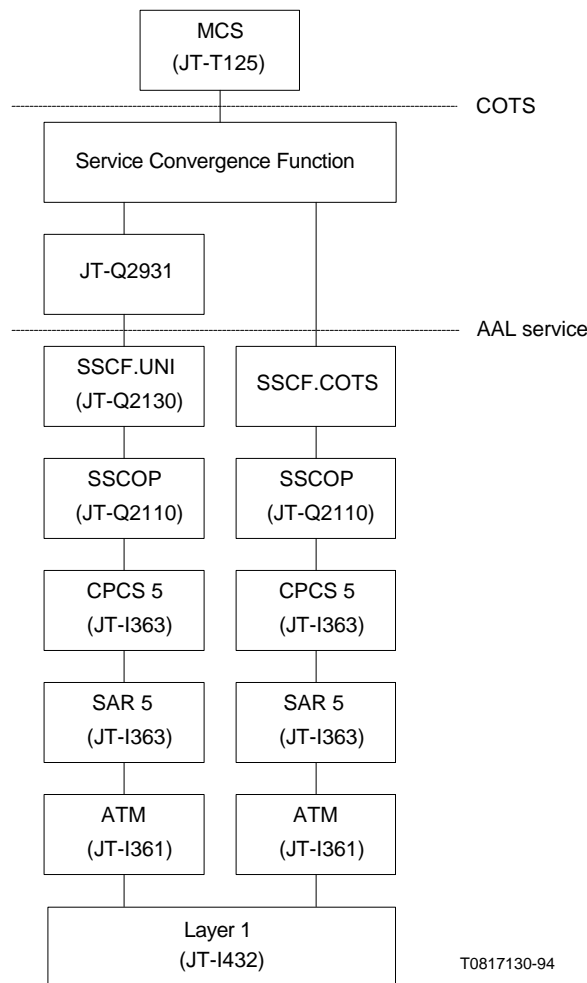 MCS
(JT-T125)
COTS
Service Convergence Function
JT-Q2931
AAL service
SSCF.UNI
(JT-Q2130)
SSCF.COTS
SSCOP
(JT-Q2110)
SSCOP
(JT-Q2110)
CPCS 5
(JT-I363)
CPCS 5
(JT-I363)
SAR 5
(JT-I363)
SAR 5
(JT-I363)
ATM
(JT-I361)
ATM
(JT-I361)
Layer 1
(JT-I432)
T0817130-94